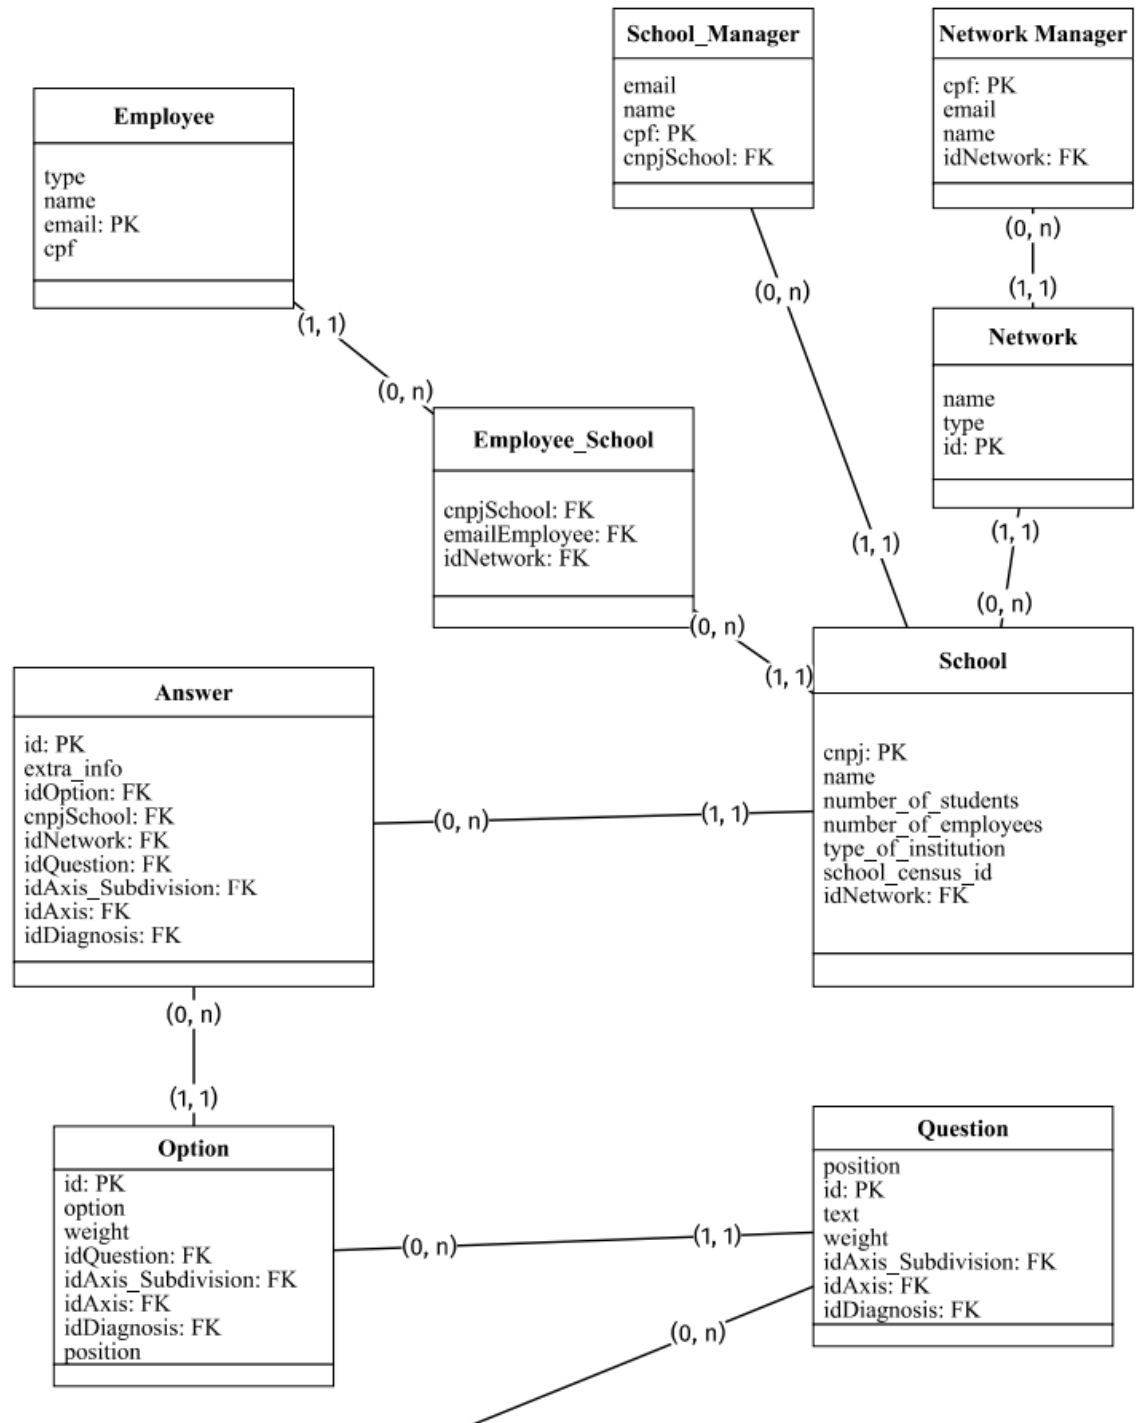 School_Manager
email
name
cpf: PK
cnpjSchool: FK
Network Manager
cpf: PK
email
name
idNetwork: FK
Employee
type
name
email: PK
cpf
(0, n)
(1, 1)
(0, n)
(1, 1)
(0, n)
Network
name
type
id: PK
Employee_School
cnpjSchool: FK
emailEmployee: FK
idNetwork: FK
(1, 1)
(1, 1)
(0, n)
(0, n)
(1, 1)
School
cnpj: PK
name
number_of_students
number_of_employees
type_of_institution
school_census_id
idNetwork: FK
Answer
id: PK
extra_info
idOption: FK
cnpjSchool: FK
idNetwork: FK
idQuestion: FK
idAxis_Subdivision: FK
idAxis: FK
idDiagnosis: FK
(0, n)
(1, 1)
(0, n)
(1, 1)
Option
id: PK
option
weight
idQuestion: FK
idAxis_Subdivision: FK
idAxis: FK
idDiagnosis: FK
position
(0, n)
(1, 1)
Question
position
id: PK
text
weight
idAxis_Subdivision: FK
idAxis: FK
idDiagnosis: FK
(0, n)